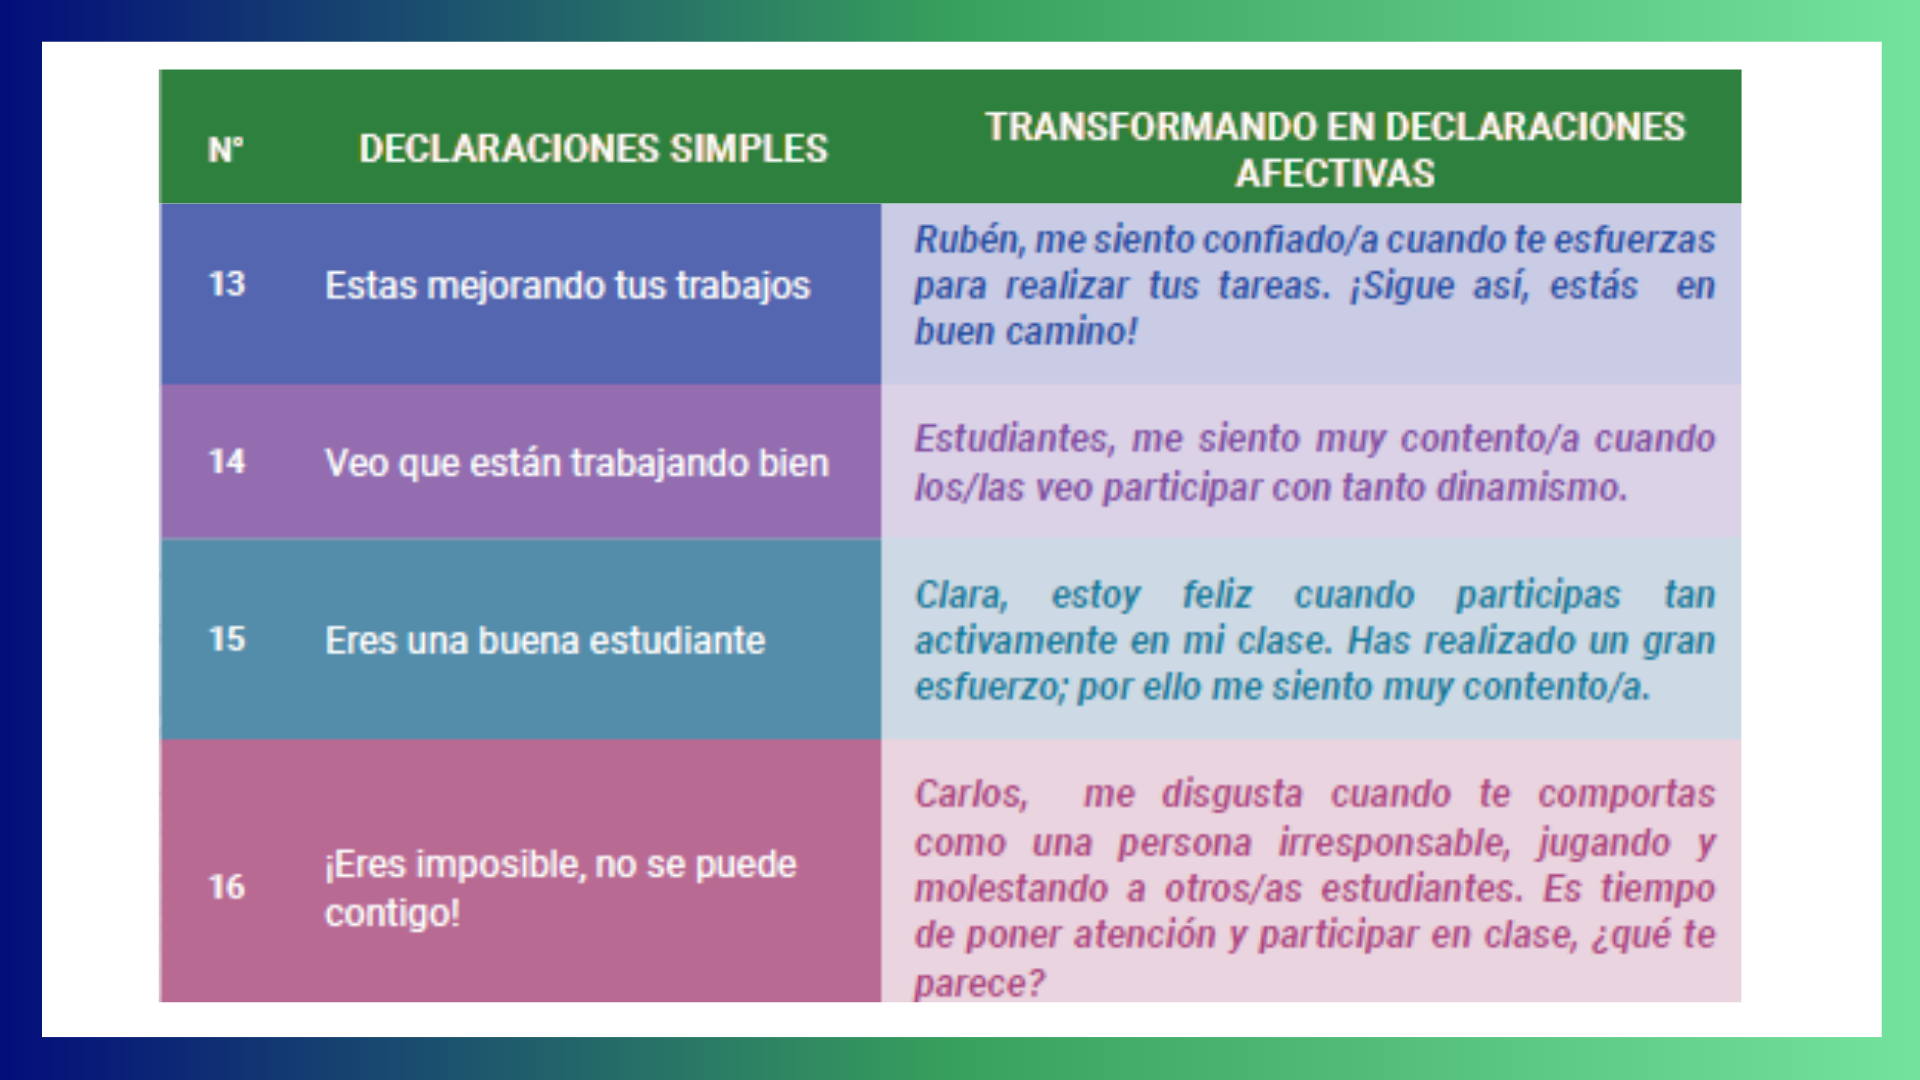 N°
DECLARACIONES SIMPLES
TRANSFORMANDO EN DECLARACIONES
AFECTIVAS
13
Estas mejorando tus trabajos
Rubén, me siento confiado/a cuando te esfuerzas
para realizar tus tareas. ¡Sigue así, estás en
buen camino!
14
Veo que están trabajando bien
Estudiantes, me siento muy contento/a cuando
los/las veo participar con tanto dinamismo.
15
Eres una buena estudiante
Clara, estoy feliz cuando participas tan
activamente en mi clase. Has realizado un gran
esfuerzo; por ello me siento muy contento/a.
16
¡Eres imposible, no se puede
contigo!
Carlos, me disgusta cuando te comportas
como una persona irresponsable, jugando y
molestando a otros/as estudiantes. Es tiempo
de poner atención y participar en clase, ¿qué te
parece?